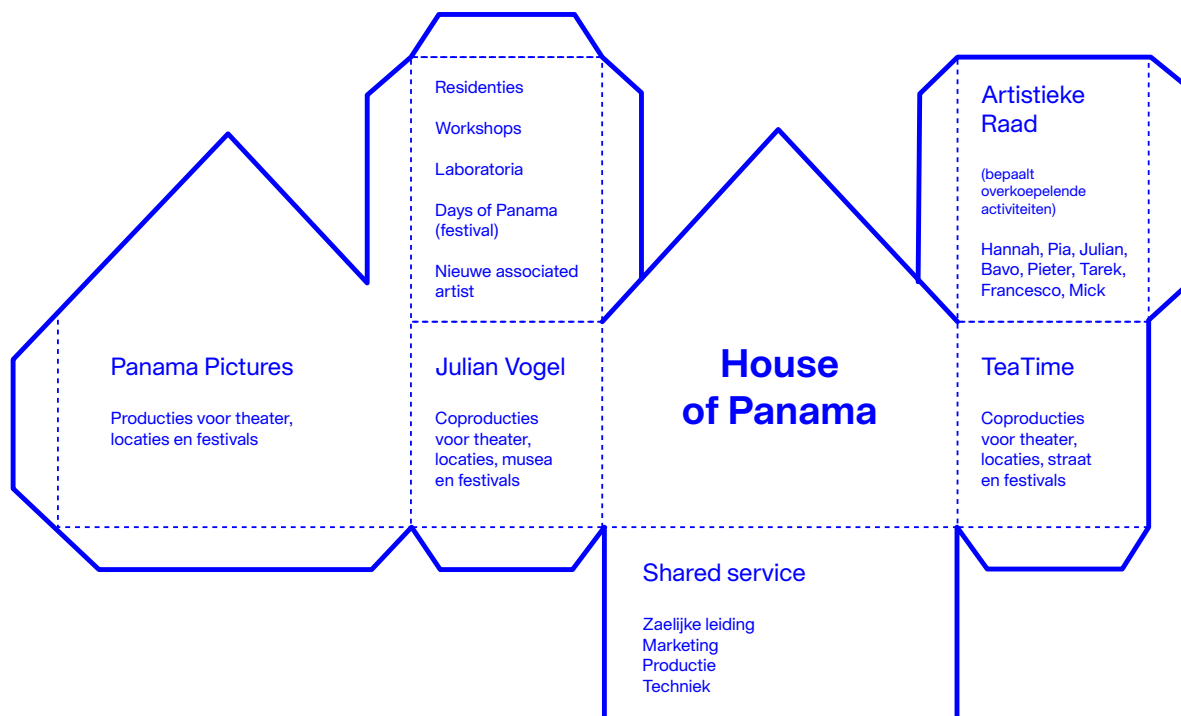 Residenties
Workshops
Laboratoria
Days of Panama
(festival)
Nieuwe associated
artist
Artistieke
Raad
(bepaalt
overkoepelende
activiteiten)
Hannah, Pia, Julian,
Bavo, Pieter, Tarek,
Francesco, Mick
Panama Pictures
Producties voor theater,
locaties en festivals
Julian Vogel
Coproducties
voor theater,
locaties, musea
en festivals
House
of Panama
TeaTime
Coproducties
voor theater,
locaties, straat
en festivals
Shared service
Zaelijke leiding
Marketing
Productie
Techniek